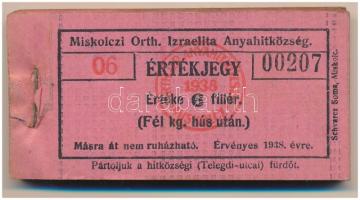 Miskolczi Orth. Izraelita Anyahitközség.
06
ÉRTÉKJEGY
00207
1938
Értéke 6 fillér.
(Fél kg. hús után.)
Másra át nem ruházható. Érvényes 1938. évre.
Pártoljuk a hitközségi (Telegdi-utcai) fürdőt.
Schwarcz Soma, Miskolc.